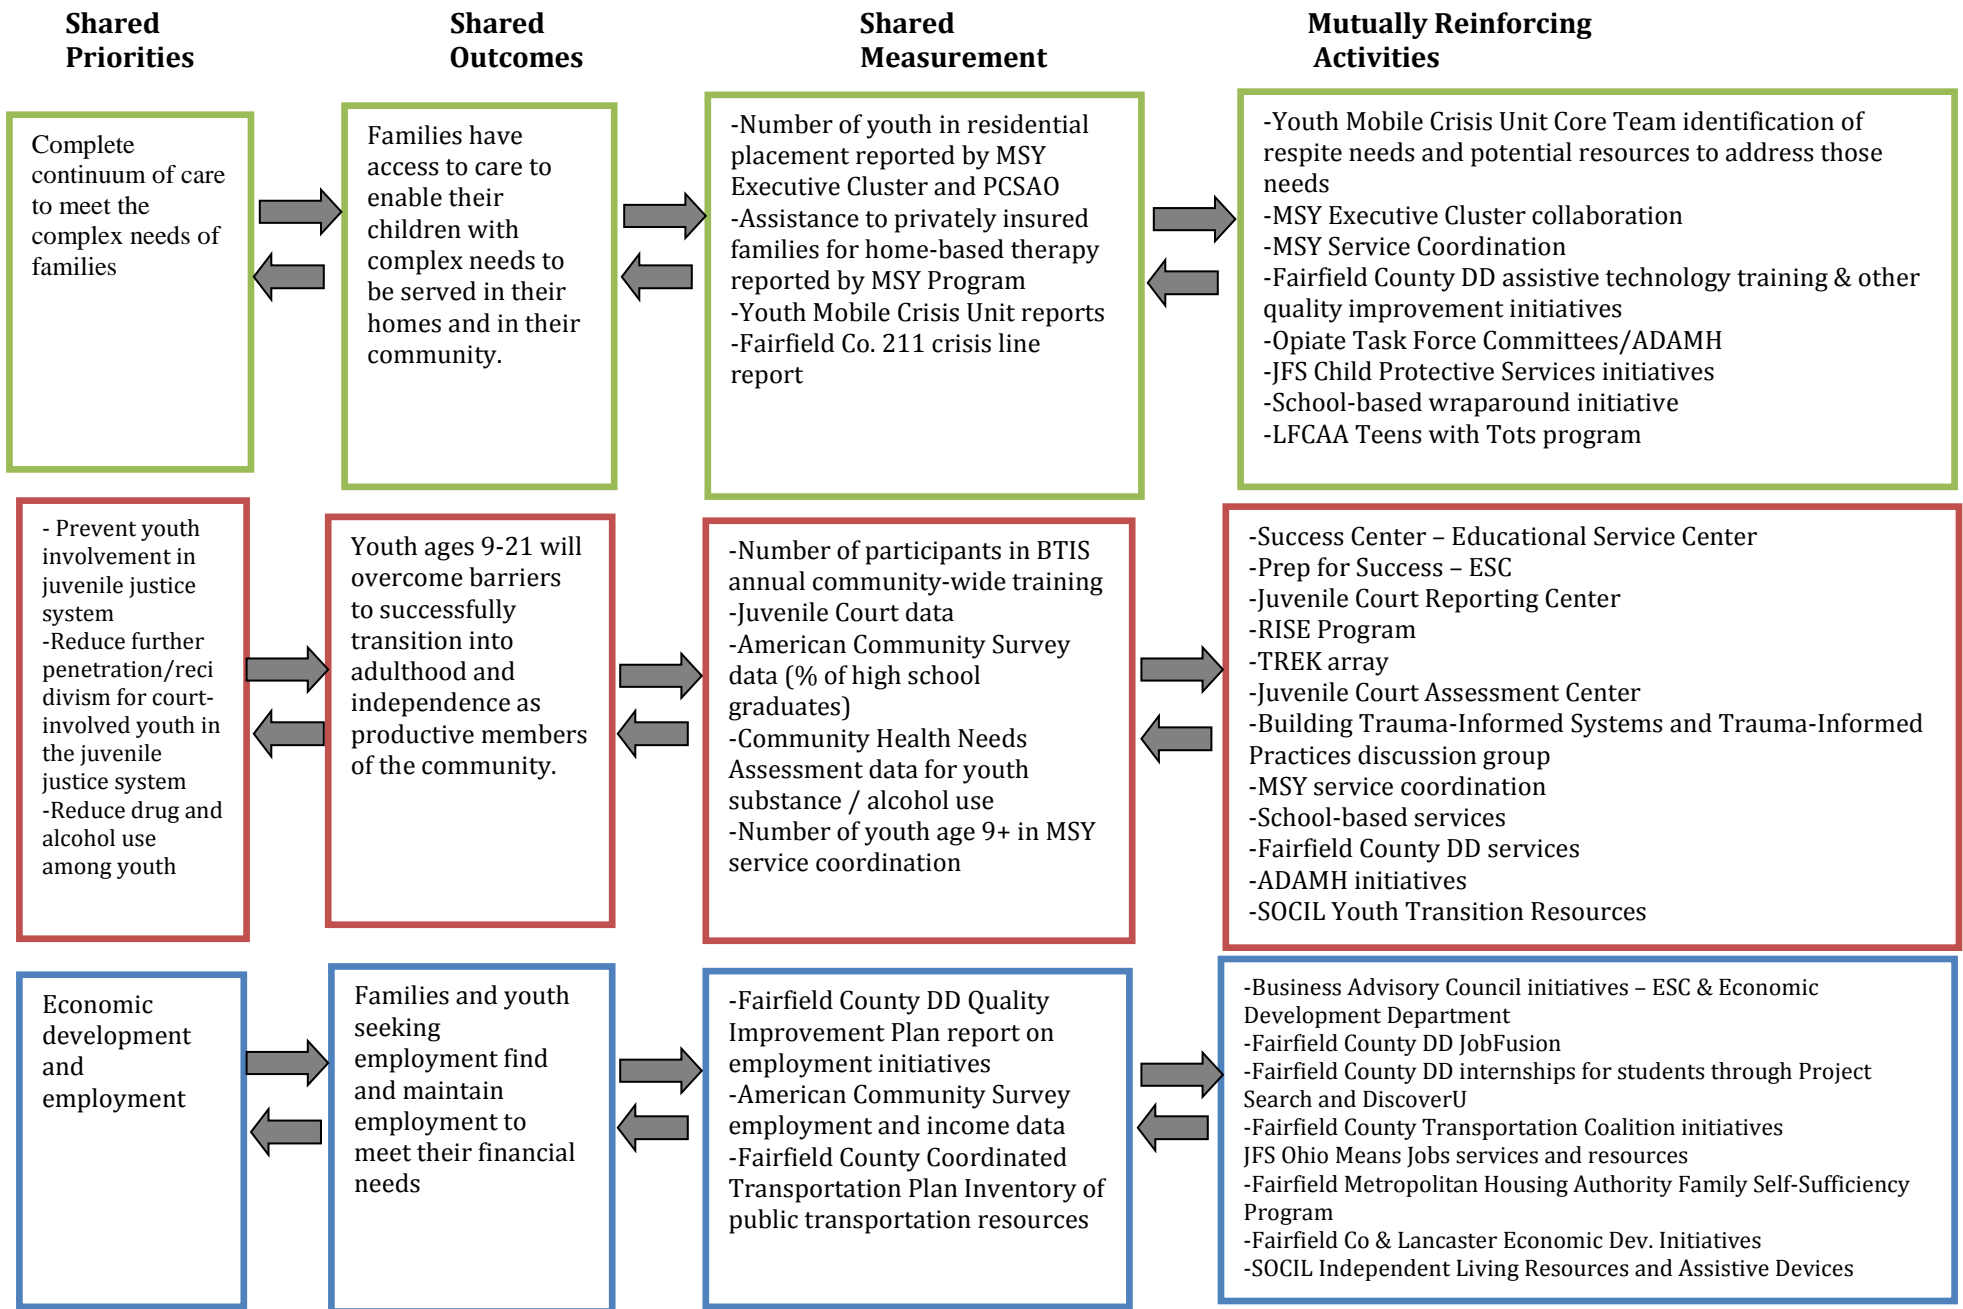 Shared
Priorities
Shared
Outcomes
Shared
Measurement
Mutually Reinforcing
Activities
Complete
continuum of care
to meet the
complex needs of
families
Families have
access to care to
enable their
children with
complex needs to
be served in their
homes and in their
community.
-Number of youth in residential
placement reported by MSY
Executive Cluster and PCSAO
-Assistance to privately insured
families for home-based therapy
reported by MSY Program
-Youth Mobile Crisis Unit reports
-Fairfield Co. 211 crisis line
report
-Youth Mobile Crisis Unit Core Team identification of
respite needs and potential resources to address those
needs
-MSY Executive Cluster collaboration
-MSY Service Coordination
-Fairfield County DD assistive technology training & other
quality improvement initiatives
-Opiate Task Force Committees/ADAMH
-JFS Child Protective Services initiatives
-School-based wraparound initiative
-LFCAA Teens with Tots program
- Prevent youth
involvement in
juvenile justice
system
-Reduce further
penetration/reci
divism for court-
involved youth in
the juvenile
justice system
-Reduce drug and
alcohol use
among youth
Youth ages 9-21 will
overcome barriers
to successfully
transition into
adulthood and
independence as
productive members
of the community.
-Number of participants in BTIS
annual community-wide training
-Juvenile Court data
-American Community Survey
data (% of high school
graduates)
-Community Health Needs
Assessment data for youth
substance / alcohol use
-Number of youth age 9+ in MSY
service coordination
-Success Center – Educational Service Center
-Prep for Success – ESC
-Juvenile Court Reporting Center
-RISE Program
-TREK array
-Juvenile Court Assessment Center
-Building Trauma-Informed Systems and Trauma-Informed
Practices discussion group
-MSY service coordination
-School-based services
-Fairfield County DD services
-ADAMH initiatives
-SOCIL Youth Transition Resources
Economic
development
and
employment
Families and youth
seeking
employment find
and maintain
employment to
meet their financial
needs
-Fairfield County DD Quality
Improvement Plan report on
employment initiatives
-American Community Survey
employment and income data
-Fairfield County Coordinated
Transportation Plan Inventory of
public transportation resources
-Business Advisory Council initiatives – ESC & Economic
Development Department
-Fairfield County DD JobFusion
-Fairfield County DD internships for students through Project
Search and DiscoverU
-Fairfield County Transportation Coalition initiatives
JFS Ohio Means Jobs services and resources
-Fairfield Metropolitan Housing Authority Family Self-Sufficiency
Program
-Fairfield Co & Lancaster Economic Dev. Initiatives
-SOCIL Independent Living Resources and Assistive Devices